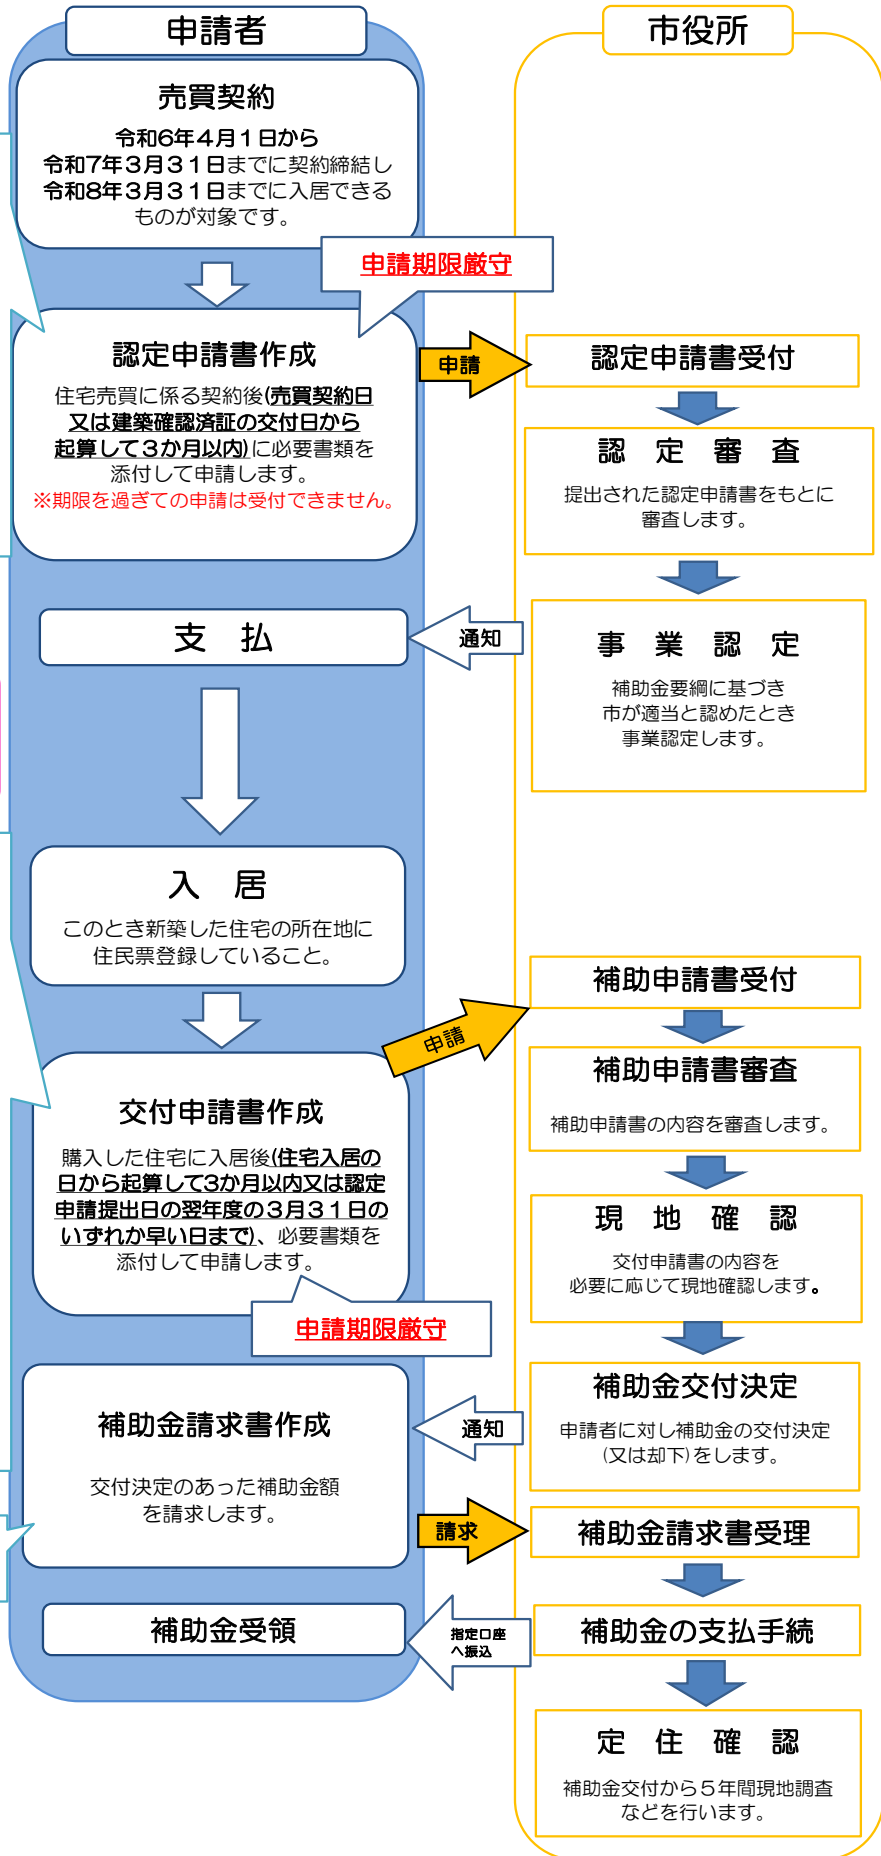 申請者
市役所
売買契約
令和6年４月１日から
令和7年３月３１日までに契約締結し
令和8年３月３１日までに入居できる
ものが対象です。
申請期限厳守
認定申請書作成
住宅売買に係る契約後(売買契約日
又は建築確認済証の交付日から
起算して３か月以内)に必要書類を
添付して申請します。
※期限を過ぎての申請は受付できません。
申請
認定申請書受付
認　定　審　査
提出された認定申請書をもとに
審査します。
事　業　認　定
補助金要綱に基づき
市が適当と認めたとき
事業認定します。
通知
支　払
入　居
このとき新築した住宅の所在地に
住民票登録していること。
交付申請書作成
購入した住宅に入居後(住宅入居の
日から起算して3か月以内又は認定
申請提出日の翌年度の３月３１日の
いずれか早い日まで)、必要書類を
添付して申請します。
申請期限厳守
申請
補助申請書受付
補助申請書審査
補助申請書の内容を審査します。
現　地　確　認
交付申請書の内容を
必要に応じて現地確認します。
補助金交付決定
申請者に対し補助金の交付決定
(又は却下)をします。
通知
補助金請求書作成
交付決定のあった補助金額
を請求します。
請求
補助金請求書受理
補助金の支払手続
指定口座
へ振込
補助金受領
定　住　確　認
補助金交付から５年間現地調査
などを行います。